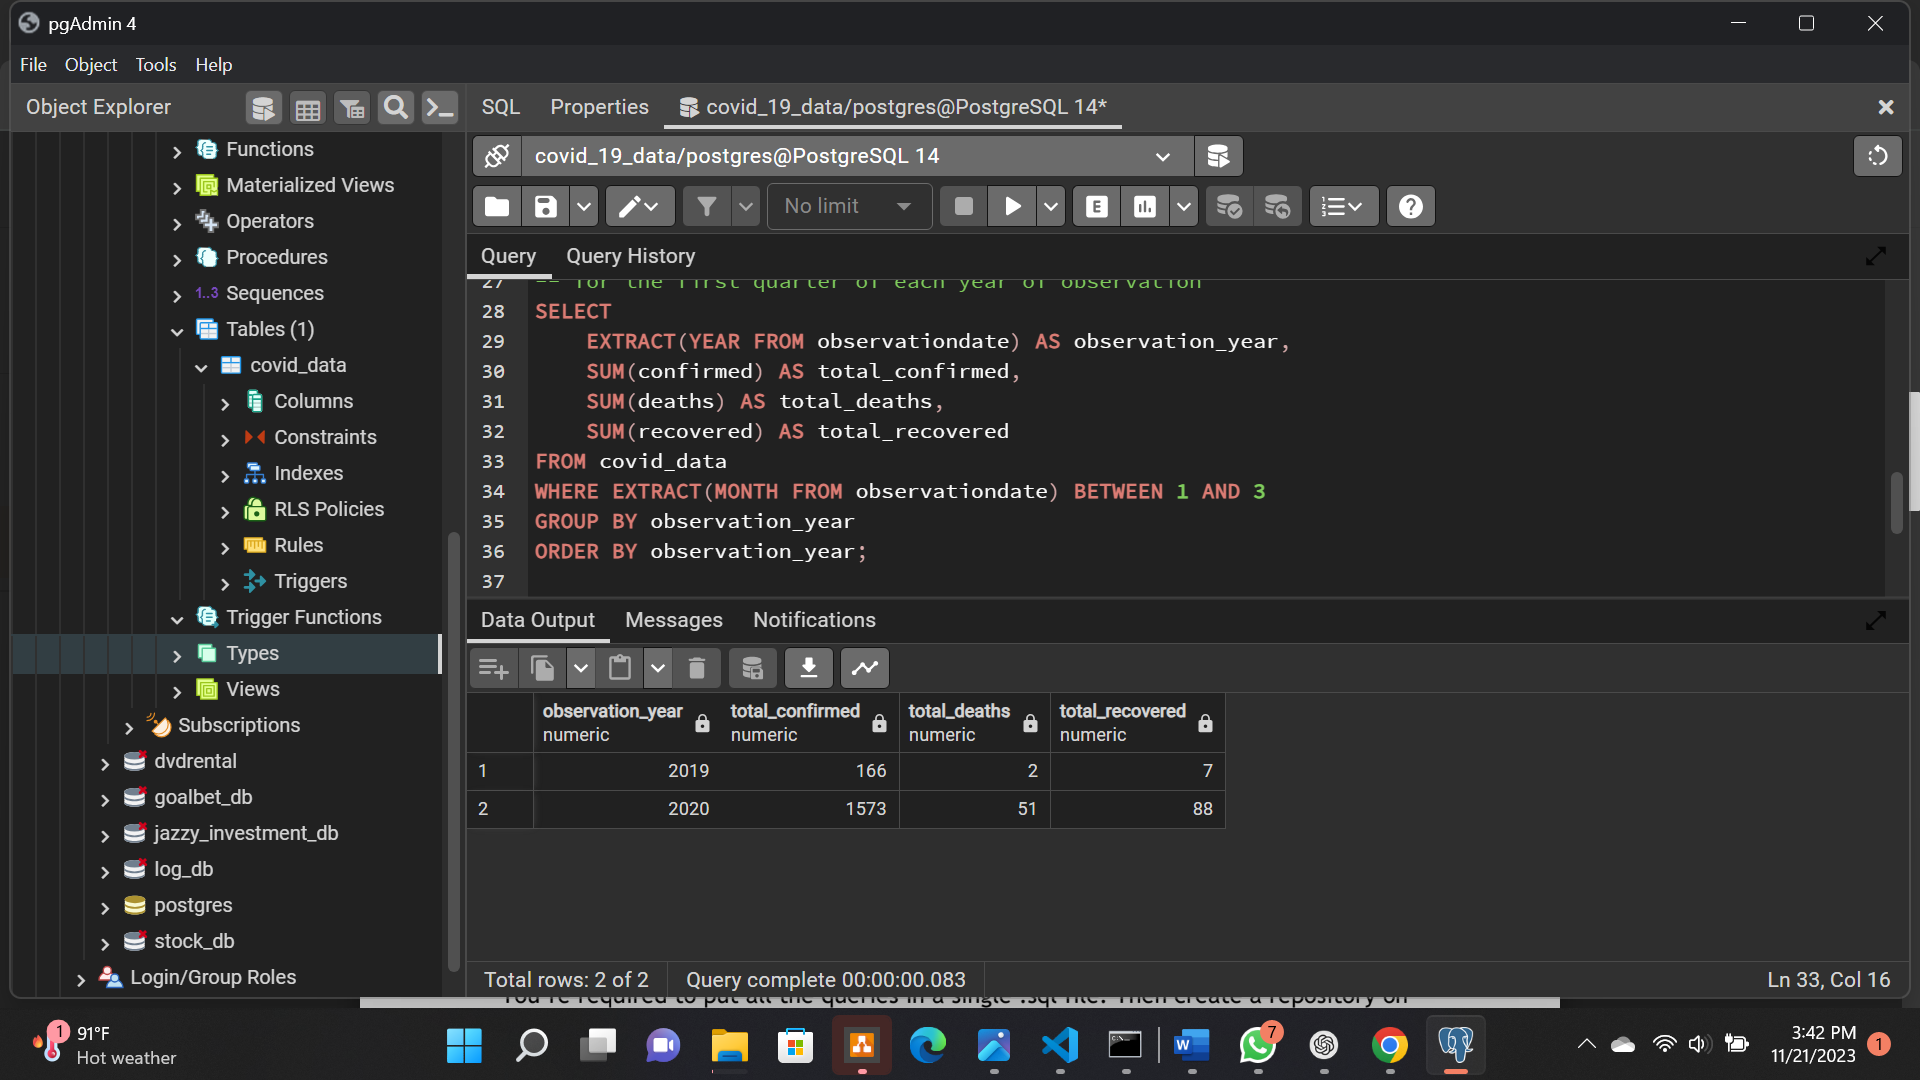 pgAdmin 4
File Object Tools Help
Object Explorer
SQL Properties covid_19_data/postgres@PostgreSQL 14*
covid_19_data/postgres@PostgreSQL 14
No limit
E
Query Query History
Functions
Materialized Views
Operators
Procedures
1..3 Sequences
Tables (1)
covid_data
Columns
Constraints
Indexes
RLS Policies
Rules
Triggers
Trigger Functions
Types
Views
Subscriptions
dvdrental
goalbet_db
jazzy_investment_db
log_db
postgres
stock_db
Login/Group Roles
27 -- for the first quarter of each year of observation
28 SELECT
29 EXTRACT(YEAR FROM observationdate) AS observation_year,
30 SUM(confirmed) AS total_confirmed,
31 SUM(deaths) AS total_deaths,
32 SUM(recovered) AS total_recovered
33 FROM covid_data
34 WHERE EXTRACT(MONTH FROM observationdate) BETWEEN 1 AND 3
35 GROUP BY observation_year
36 ORDER BY observation_year;
37
Data Output Messages Notifications
observation_year total_confirmed total_deaths total_recovered
numeric numeric numeric numeric
1 2019 166 2 7
2 2020 1573 51 88
Total rows: 2 of 2 Query complete 00:00:00.083 Ln 33, Col 16
You're required to put all the queries in a single .sql file. Then create a repository on
1 91°F
Hot weather
W
7
3:42 PM
11/21/2023
1